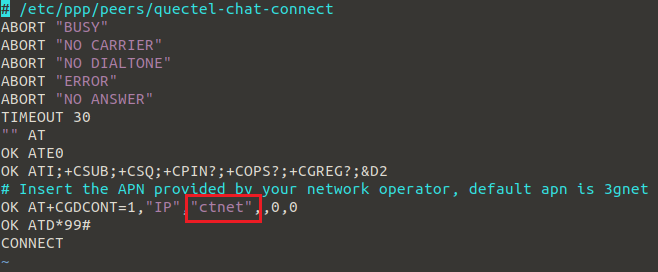 # /etc/ppp/peers/quectel-chat-connect
ABORT "BUSY"
ABORT "NO CARRIER"
ABORT "NO DIALTONE"
ABORT "ERROR"
ABORT "NO ANSWER"
TIMEOUT 30
"" AT
OK ATE0
OK ATI;+CSUB;+CSQ;+CPIN?;+COPS?;+CGREG?;&D2
# Insert the APN provided by your network operator, default apn is 3gnet
OK AT+CGDCONT=1,"IP","ctnet",,0,0
OK ATD*99#
CONNECT
~